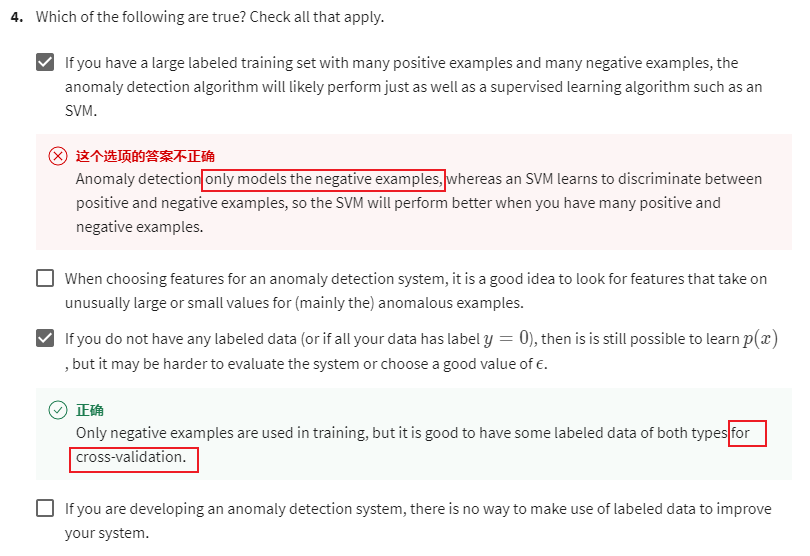 4. Which of the following are true? Check all that apply.
If you have a large labeled training set with many positive examples and many negative examples, the
anomaly detection algorithm will likely perform just as well as a supervised learning algorithm such as an
SVM.
这个选项的答案不正确
Anomaly detection only models the negative examples, whereas an SVM learns to discriminate between
positive and negative examples, so the SVM will perform better when you have many positive and
negative examples.
When choosing features for an anomaly detection system, it is a good idea to look for features that take on
unusually large or small values for (mainly the) anomalous examples.
If you do not have any labeled data (or if all your data has label y = 0), then is is still possible to learn p(x)
, but it may be harder to evaluate the system or choose a good value of ϵ.
正确
Only negative examples are used in training, but it is good to have some labeled data of both types for
cross-validation.
If you are developing an anomaly detection system, there is no way to make use of labeled data to improve
your system.